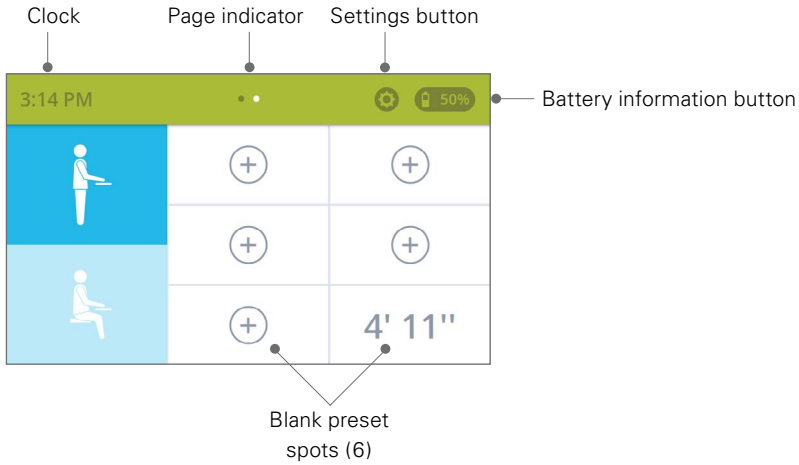 Clock
Page indicator
Settings button
3:14 PM
50%
Battery information button
4' 11''
Blank preset
spots (6)